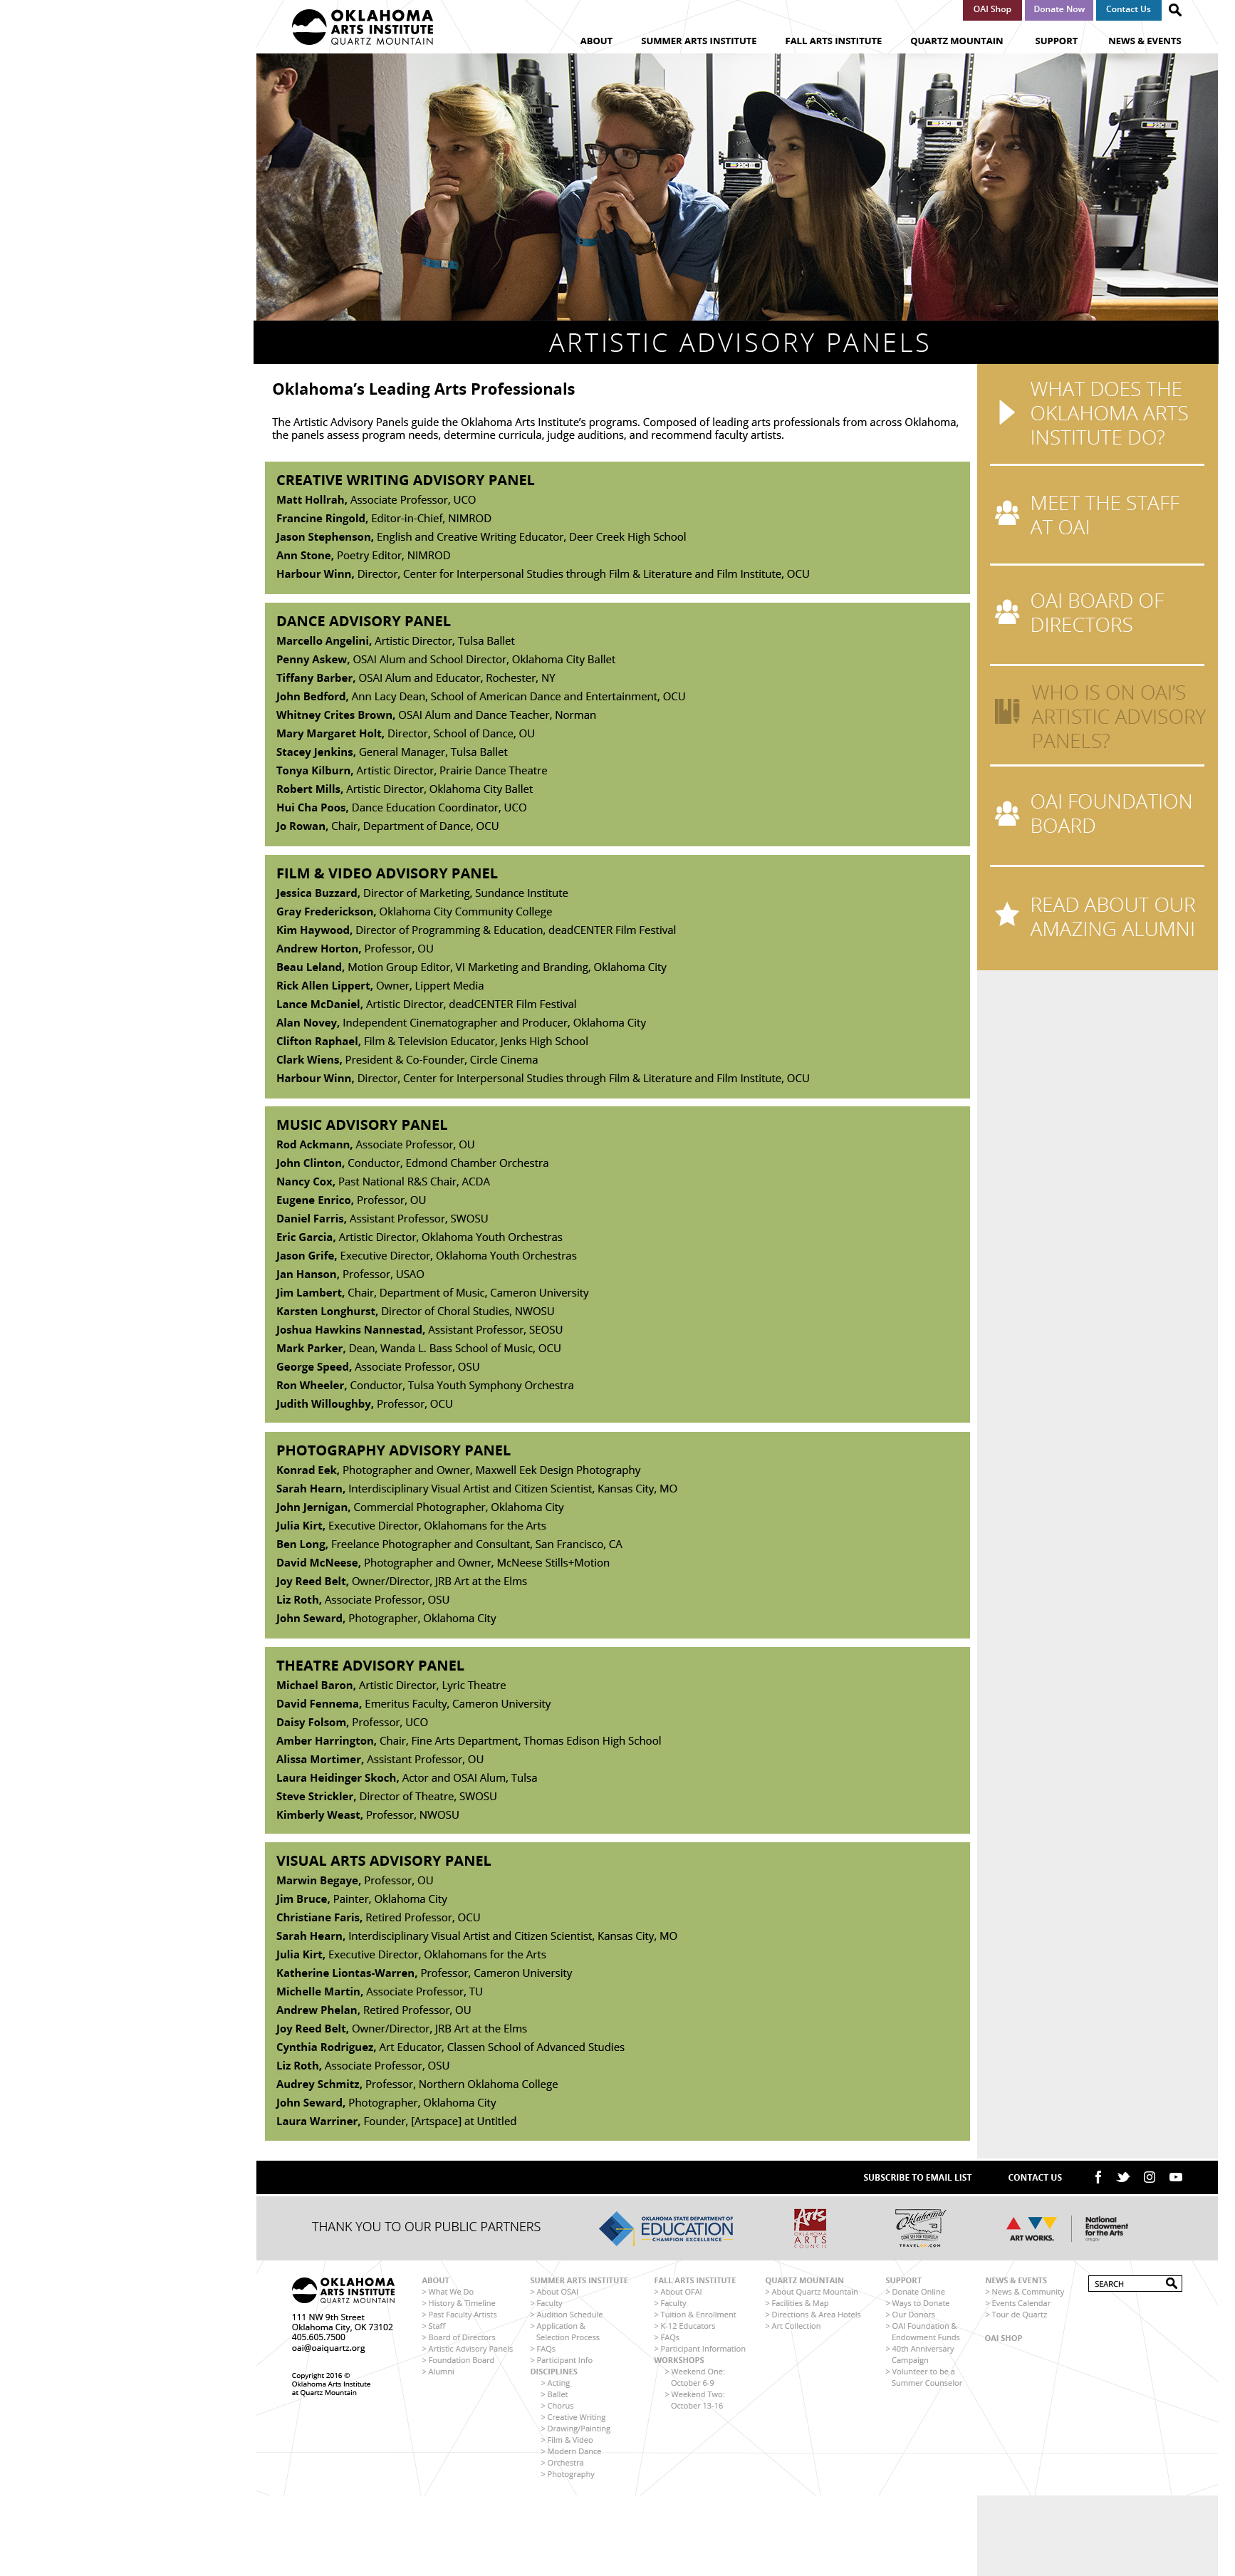 OKLAHOMA
ARTS INSTITUTE
QUARTZ MOUNTAIN
OAI Shop
Donate Now
Contact Us
ABOUT
SUMMER ARTS INSTITUTE
FALL ARTS INSTITUTE
QUARTZ MOUNTAIN
SUPPORT
NEWS & EVENTS
ARTISTIC ADVISORY PANELS
Oklahoma’s Leading Arts Professionals
The Artistic Advisory Panels guide the Oklahoma Arts Institute’s programs. Composed of leading arts professionals from across Oklahoma,
the panels assess program needs, determine curricula, judge auditions, and recommend faculty artists.
CREATIVE WRITING ADVISORY PANEL
Matt Hollrah, Associate Professor, UCO
Francine Ringold, Editor-in-Chief, NIMROD
Jason Stephenson, English and Creative Writing Educator, Deer Creek High School
Ann Stone, Poetry Editor, NIMROD
Harbour Winn, Director, Center for Interpersonal Studies through Film & Literature and Film Institute, OCU
DANCE ADVISORY PANEL
Marcello Angelini, Artistic Director, Tulsa Ballet
Penny Askew, OSAI Alum and School Director, Oklahoma City Ballet
Tiffany Barber, OSAI Alum and Educator, Rochester, NY
John Bedford, Ann Lacy Dean, School of American Dance and Entertainment, OCU
Whitney Crites Brown, OSAI Alum and Dance Teacher, Norman
Mary Margaret Holt, Director, School of Dance, OU
Stacey Jenkins, General Manager, Tulsa Ballet
Tonya Kilburn, Artistic Director, Prairie Dance Theatre
Robert Mills, Artistic Director, Oklahoma City Ballet
Hui Cha Poos, Dance Education Coordinator, UCO
Jo Rowan, Chair, Department of Dance, OCU
FILM & VIDEO ADVISORY PANEL
Jessica Buzzard, Director of Marketing, Sundance Institute
Gray Frederickson, Oklahoma City Community College
Kim Haywood, Director of Programming & Education, deadCENTER Film Festival
Andrew Horton, Professor, OU
Beau Leland, Motion Group Editor, VI Marketing and Branding, Oklahoma City
Rick Allen Lippert, Owner, Lippert Media
Lance McDaniel, Artistic Director, deadCENTER Film Festival
Alan Novey, Independent Cinematographer and Producer, Oklahoma City
Clifton Raphael, Film & Television Educator, Jenks High School
Clark Wiens, President & Co-Founder, Circle Cinema
Harbour Winn, Director, Center for Interpersonal Studies through Film & Literature and Film Institute, OCU
MUSIC ADVISORY PANEL
Rod Ackmann, Associate Professor, OU
John Clinton, Conductor, Edmond Chamber Orchestra
Nancy Cox, Past National R&S Chair, ACDA
Eugene Enrico, Professor, OU
Daniel Farris, Assistant Professor, SWOSU
Eric Garcia, Artistic Director, Oklahoma Youth Orchestras
Jason Grife, Executive Director, Oklahoma Youth Orchestras
Jan Hanson, Professor, USAO
Jim Lambert, Chair, Department of Music, Cameron University
Karsten Longhurst, Director of Choral Studies, NWOSU
Joshua Hawkins Nannestad, Assistant Professor, SEOSU
Mark Parker, Dean, Wanda L. Bass School of Music, OCU
George Speed, Associate Professor, OSU
Ron Wheeler, Conductor, Tulsa Youth Symphony Orchestra
Judith Willoughby, Professor, OCU
PHOTOGRAPHY ADVISORY PANEL
Konrad Eek, Photographer and Owner, Maxwell Eek Design Photography
Sarah Hearn, Interdisciplinary Visual Artist and Citizen Scientist, Kansas City, MO
John Jernigan, Commercial Photographer, Oklahoma City
Julia Kirt, Executive Director, Oklahomans for the Arts
Ben Long, Freelance Photographer and Consultant, San Francisco, CA
David McNeese, Photographer and Owner, McNeese Stills+Motion
Joy Reed Belt, Owner/Director, JRB Art at the Elms
Liz Roth, Associate Professor, OSU
John Seward, Photographer, Oklahoma City
THEATRE ADVISORY PANEL
Michael Baron, Artistic Director, Lyric Theatre
David Fennema, Emeritus Faculty, Cameron University
Daisy Folsom, Professor, UCO
Amber Harrington, Chair, Fine Arts Department, Thomas Edison High School
Alissa Mortimer, Assistant Professor, OU
Laura Heidinger Skoch, Actor and OSAI Alum, Tulsa
Steve Strickler, Director of Theatre, SWOSU
Kimberly Weast, Professor, NWOSU
VISUAL ARTS ADVISORY PANEL
Marwin Begaye, Professor, OU
Jim Bruce, Painter, Oklahoma City
Christiane Faris, Retired Professor, OCU
Sarah Hearn, Interdisciplinary Visual Artist and Citizen Scientist, Kansas City, MO
Julia Kirt, Executive Director, Oklahomans for the Arts
Katherine Liontas-Warren, Professor, Cameron University
Michelle Martin, Associate Professor, TU
Andrew Phelan, Retired Professor, OU
Joy Reed Belt, Owner/Director, JRB Art at the Elms
Cynthia Rodriguez, Art Educator, Classen School of Advanced Studies
Liz Roth, Associate Professor, OSU
Audrey Schmitz, Professor, Northern Oklahoma College
John Seward, Photographer, Oklahoma City
Laura Warriner, Founder, [Artspace] at Untitled
WHAT DOES THE
OKLAHOMA ARTS
INSTITUTE DO?
MEET THE STAFF
AT OAI
OAI BOARD OF
DIRECTORS
WHO IS ON OAI’S
ARTISTIC ADVISORY
PANELS?
OAI FOUNDATION
BOARD
READ ABOUT OUR
AMAZING ALUMNI
SUBSCRIBE TO EMAIL LIST
CONTACT US
THANK YOU TO OUR PUBLIC PARTNERS
OKLAHOMA STATE DEPARTMENT OF
EDUCATION
CHAMPION EXCELLENCE
Arts
OKLAHOMA
ARTS
COUNCIL
Oklahoma!
COME SEE FOR YOURSELF
TRAVELOK.COM
ART WORKS.
National
Endowment
for the Arts
OKLAHOMA
ARTS INSTITUTE
QUARTZ MOUNTAIN
111 NW 9th Street
Oklahoma City, OK 73102
405.605.7500
oai@oaiquartz.org
Copyright 2016 ©
Oklahoma Arts Institute
at Quartz Mountain
ABOUT
> What We Do
> History & Timeline
> Past Faculty Artists
> Staff
> Board of Directors
> Artistic Advisory Panels
> Foundation Board
> Alumni
SUMMER ARTS INSTITUTE
> About OSAI
> Faculty
> Audition Schedule
> Application &
Selection Process
> FAQs
> Participant Info
DISCIPLINES
> Acting
> Ballet
> Chorus
> Creative Writing
> Drawing/Painting
> Film & Video
> Modern Dance
> Orchestra
> Photography
FALL ARTS INSTITUTE
> About OFAI
> Faculty
> Tuition & Enrollment
> K-12 Educators
> FAQs
> Participant Information
WORKSHOPS
> Weekend One:
October 6-9
> Weekend Two:
October 13-16
QUARTZ MOUNTAIN
> About Quartz Mountain
> Facilities & Map
> Directions & Area Hotels
> Art Collection
SUPPORT
> Donate Online
> Ways to Donate
> Our Donors
> OAI Foundation &
Endowment Funds
> 40th Anniversary
Campaign
> Volunteer to be a
Summer Counselor
NEWS & EVENTS
> News & Community
> Events Calendar
> Tour de Quartz
OAI SHOP
SEARCH